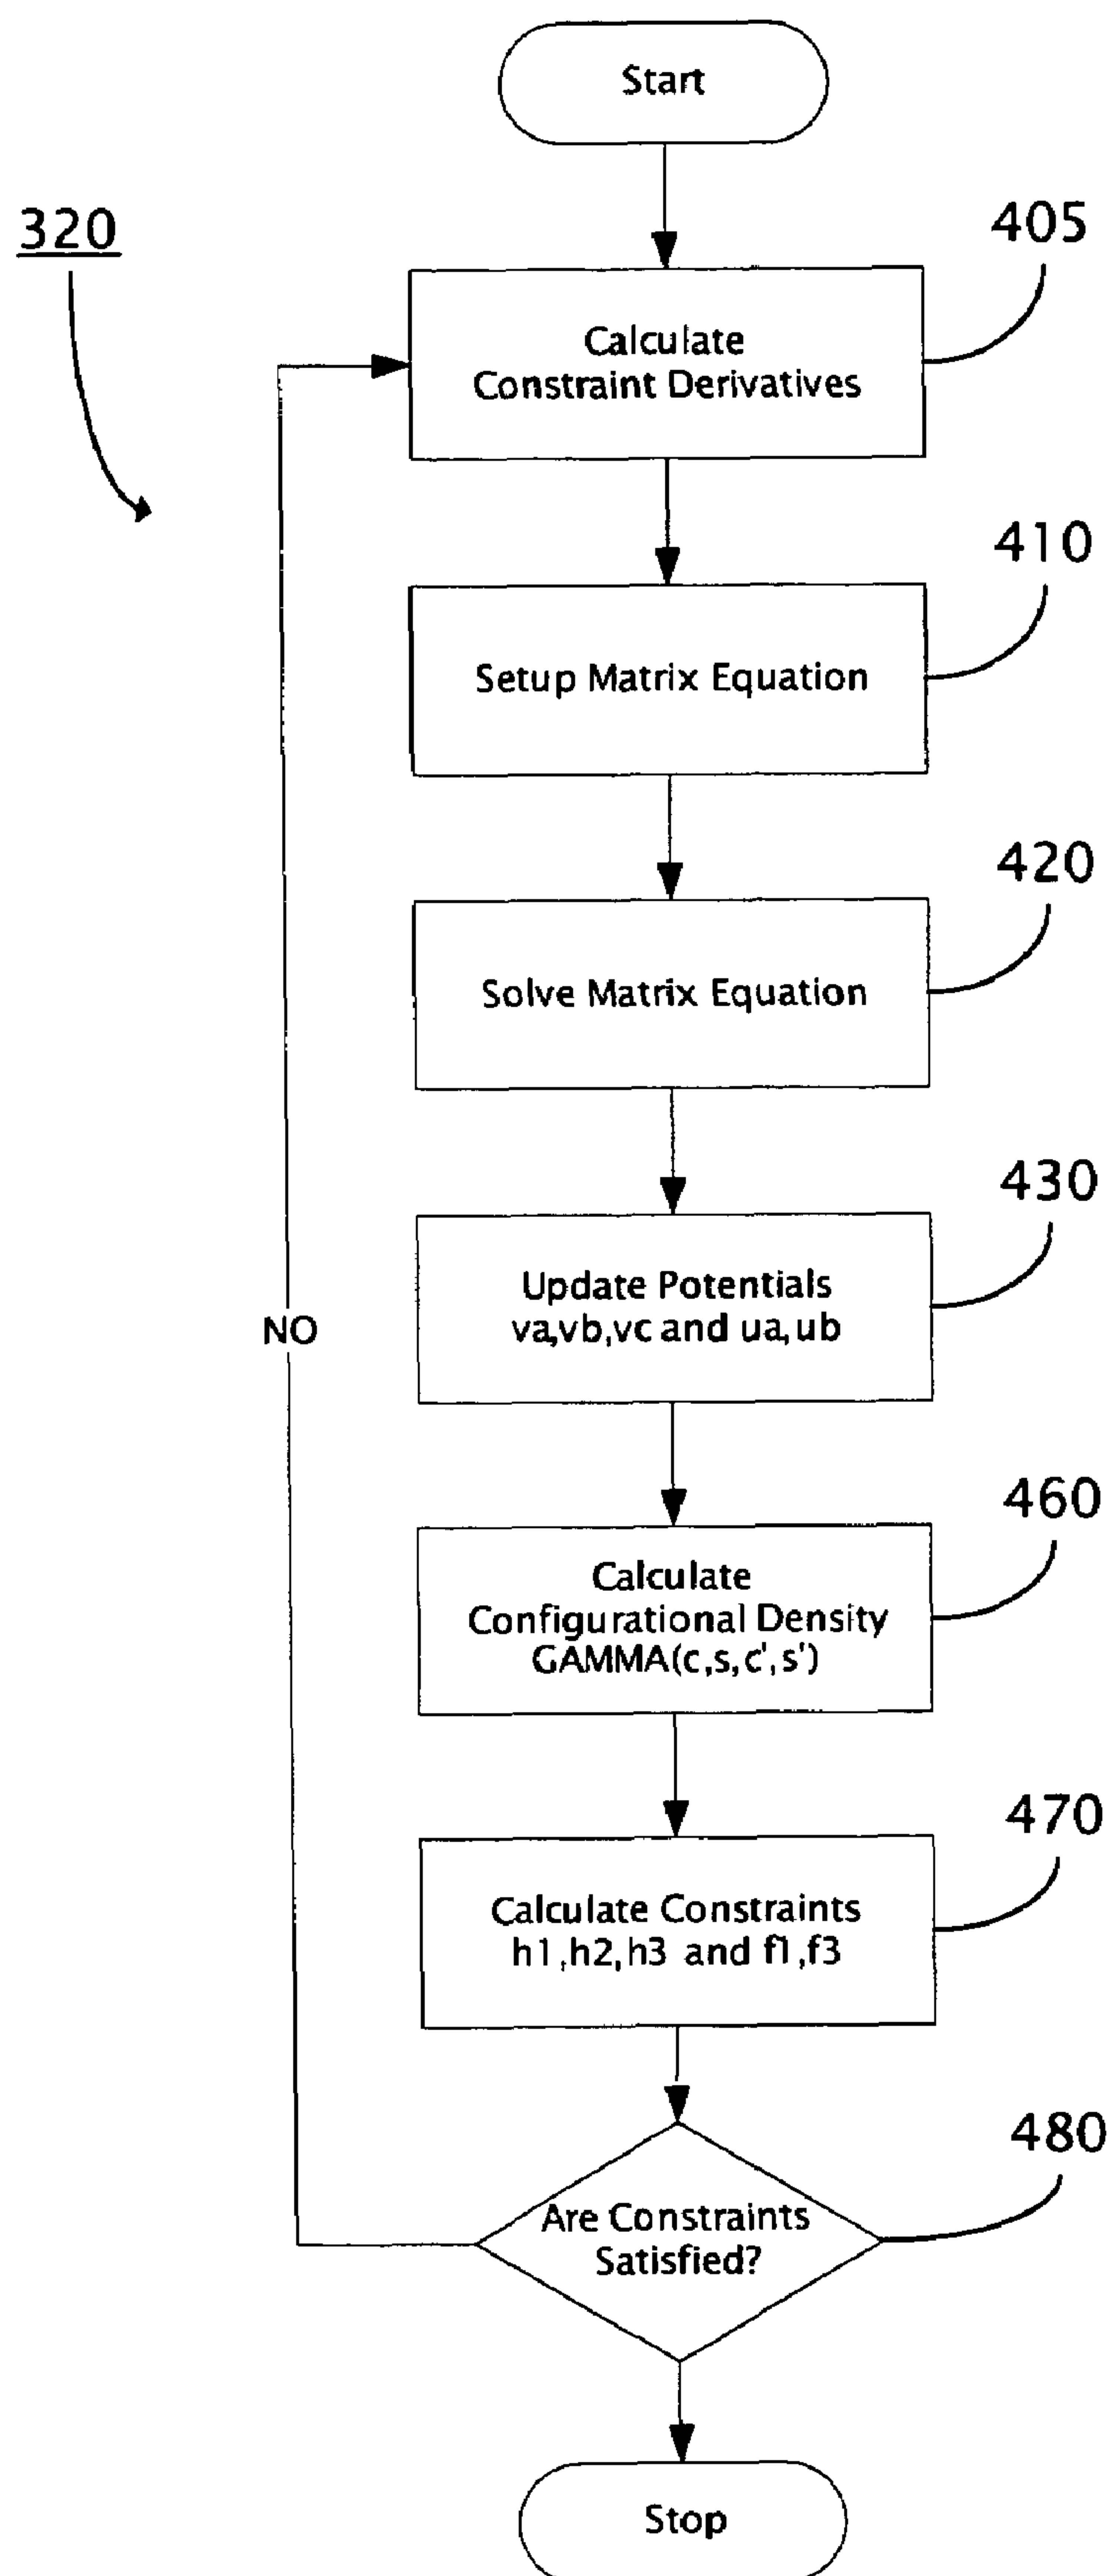 Start
320
405
Calculate
Constraint Derivatives
410
Setup Matrix Equation
420
Solve Matrix Equation
430
Update Potentials
va,vb,vc and ua,ub
NO
460
Calculate
Configurational Density
GAMMA(c,s,c',s')
470
Calculate Constraints
h1,h2,h3 and f1,f3
480
Are Constraints
Satisfied?
Stop